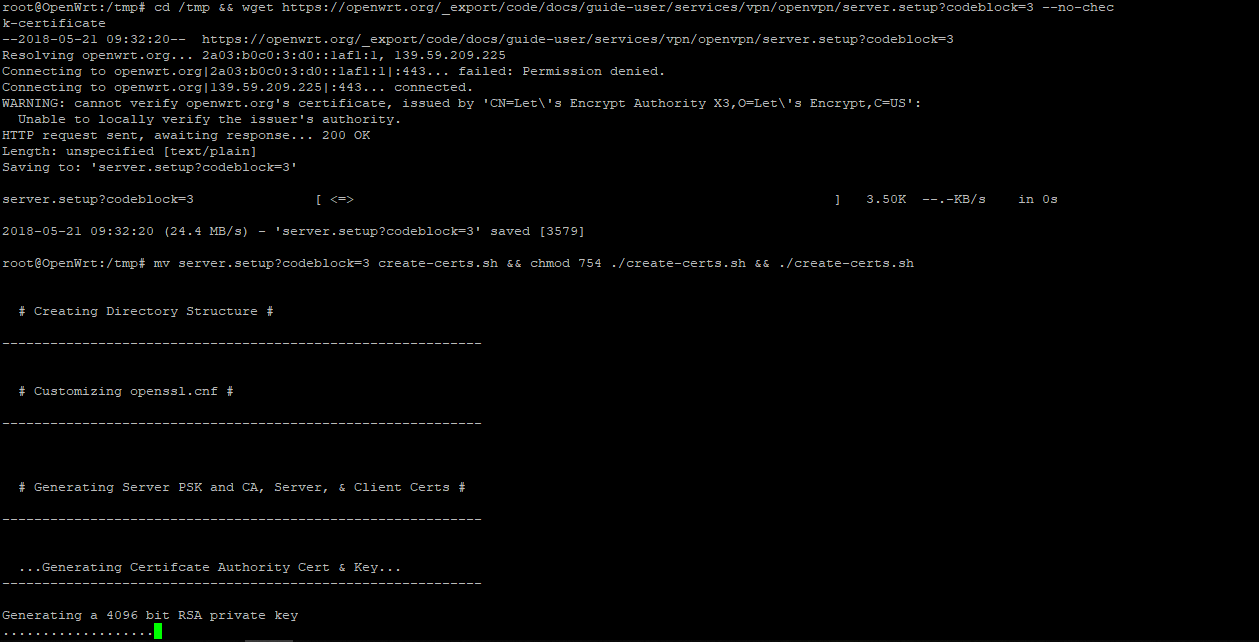 root@OpenWrt:/tmp# cd /tmp && wget https://openwrt.org/_export/code/docs/guide-user/services/vpn/openvpn/server.setup?codeblock=3 --no-chec
k-certificate
--2018-05-21 09:32:20--  https://openwrt.org/_export/code/docs/guide-user/services/vpn/openvpn/server.setup?codeblock=3
Resolving openwrt.org... 2a03:b0c0:3:d0::1af1:1, 139.59.209.225
Connecting to openwrt.org|2a03:b0c0:3:d0::1af1:1|:443... failed: Permission denied.
Connecting to openwrt.org|139.59.209.225|:443... connected.
WARNING: cannot verify openwrt.org's certificate, issued by 'CN=Let\'s Encrypt Authority X3,O=Let\'s Encrypt,C=US':
  Unable to locally verify the issuer's authority.
HTTP request sent, awaiting response... 200 OK
Length: unspecified [text/plain]
Saving to: 'server.setup?codeblock=3'
server.setup?codeblock=3               [ <=>                                                            ]   3.50K  --.-KB/s    in 0s
2018-05-21 09:32:20 (24.4 MB/s) - 'server.setup?codeblock=3' saved [3579]
root@OpenWrt:/tmp# mv server.setup?codeblock=3 create-certs.sh && chmod 754 ./create-certs.sh && ./create-certs.sh
  # Creating Directory Structure #
------------------------------------------------------------
  # Customizing openssl.cnf #
------------------------------------------------------------
  # Generating Server PSK and CA, Server, & Client Certs #
------------------------------------------------------------
  ...Generating Certifcate Authority Cert & Key...
------------------------------------------------------------
Generating a 4096 bit RSA private key
...................